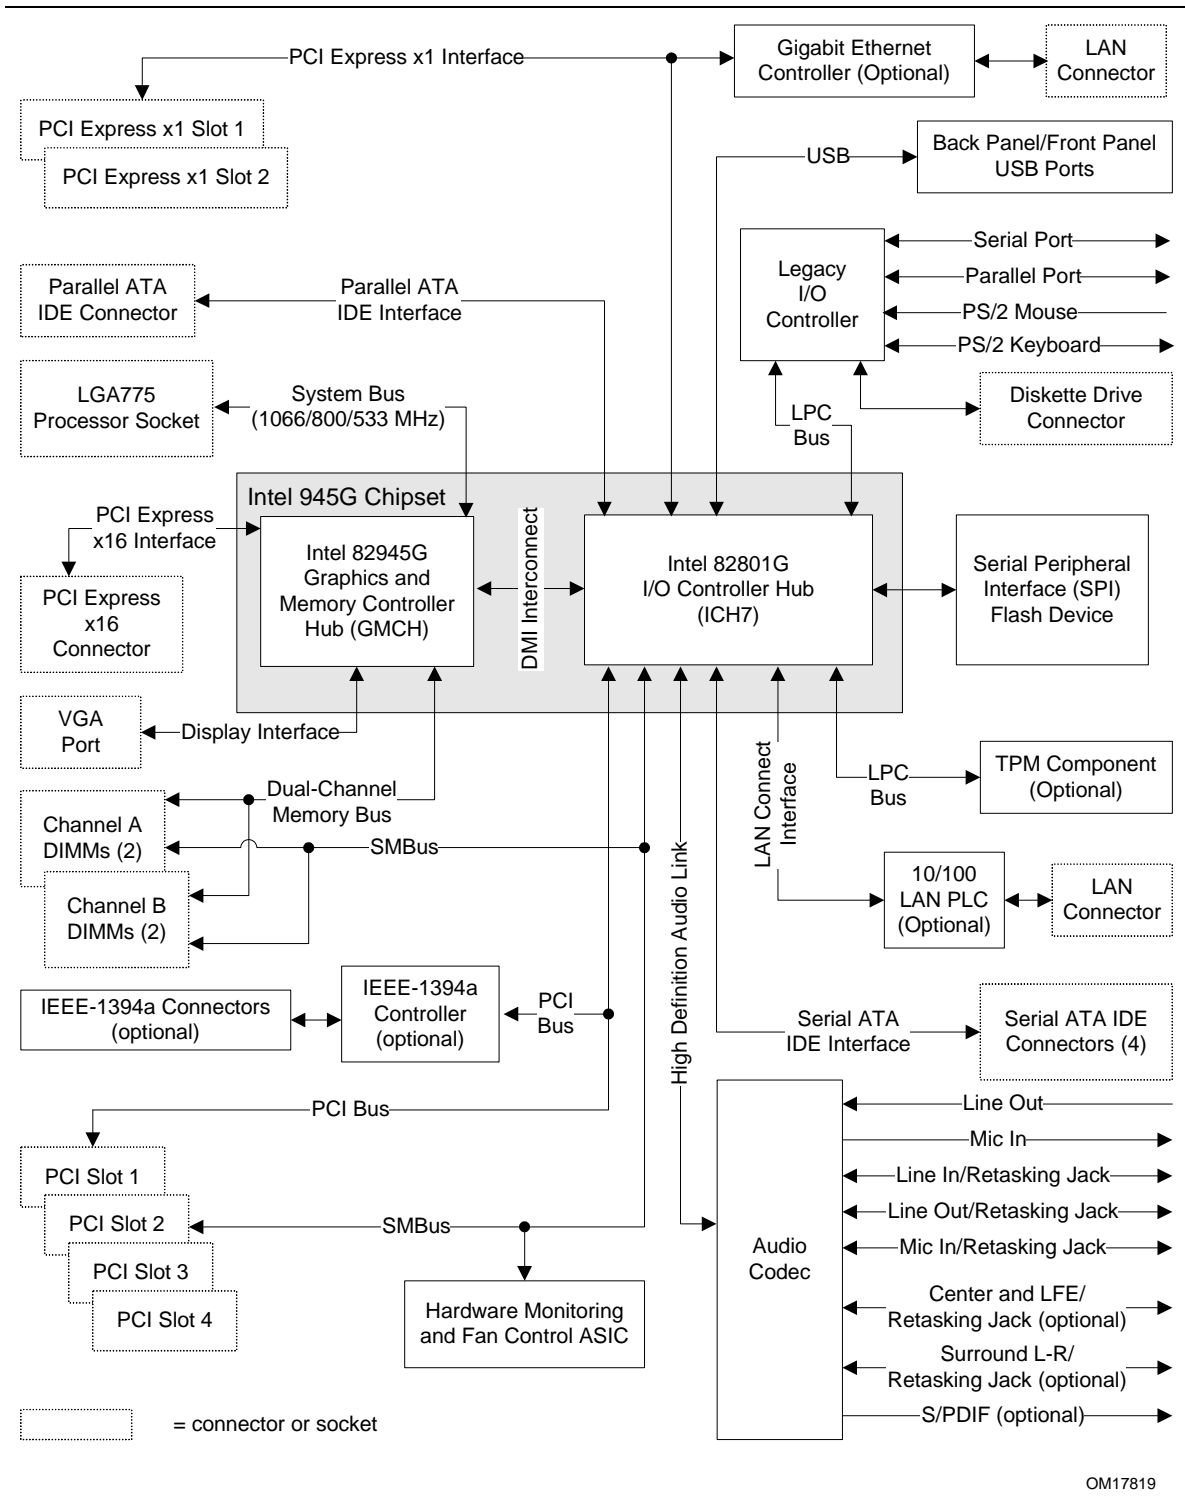 PCI Express x1 Interface
Gigabit Ethernet
Controller (Optional)
LAN
Connector
PCI Express x1 Slot 1
PCI Express x1 Slot 2
USB
Back Panel/Front Panel
USB Ports
Legacy
I/O
Controller
Serial Port
Parallel Port
PS/2 Mouse
PS/2 Keyboard
Parallel ATA
IDE Connector
Parallel ATA
IDE Interface
LGA775
Processor Socket
System Bus
(1066/800/533 MHz)
LPC
Bus
Diskette Drive
Connector
Intel 945G Chipset
PCI Express
x16 Interface
Intel 82945G
Graphics and
Memory Controller
Hub (GMCH)
DMI Interconnect
Intel 82801G
I/O Controller Hub
(ICH7)
Serial Peripheral
Interface (SPI)
Flash Device
PCI Express
x16
Connector
VGA
Port
Display Interface
LPC
Bus
TPM Component
(Optional)
Dual-Channel
Memory Bus
Channel A
DIMMs (2)
SMBus
Channel B
DIMMs (2)
LAN Connect
Interface
High Definition Audio Link
10/100
LAN PLC
(Optional)
LAN
Connector
IEEE-1394a Connectors
(optional)
IEEE-1394a
Controller
(optional)
PCI
Bus
Serial ATA
IDE Interface
Serial ATA IDE
Connectors (4)
PCI Bus
PCI Slot 1
PCI Slot 2
PCI Slot 3
PCI Slot 4
SMBus
Hardware Monitoring
and Fan Control ASIC
Audio
Codec
Line Out
Mic In
Line In/Retasking Jack
Line Out/Retasking Jack
Mic In/Retasking Jack
Center and LFE/
Retasking Jack (optional)
Surround L-R/
Retasking Jack (optional)
S/PDIF (optional)
= connector or socket
OM17819